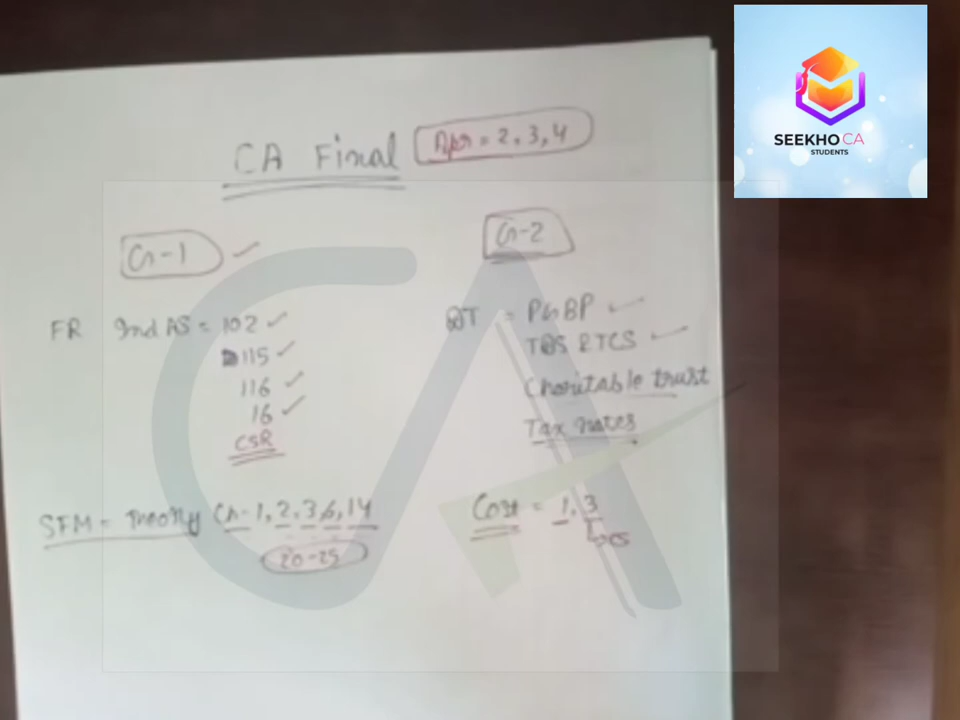 SEEKHO CA
STUDENTS
CA Final
Apr = 2, 3, 4
G-1
G-2
FR Ind AS = 102
115
116
16
CSR
DT = PGBP
TDS & TCS
Charitable trust
Tax rates
SFM = Theory CH-1, 2, 3, 6, 14
20-25
Cost = 1, 3
CA